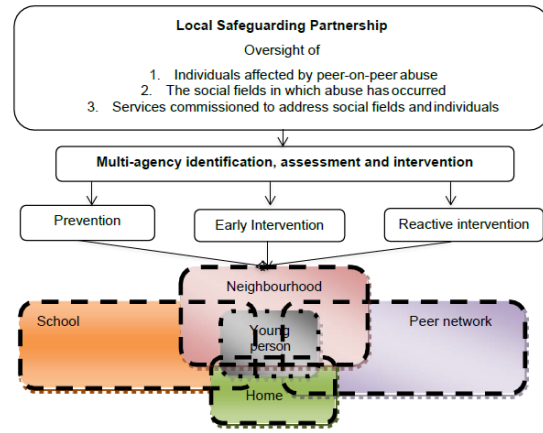 Local Safeguarding Partnership
Oversight of
1. Individuals affected by peer-on-peer abuse
2. The social fields in which abuse has occurred
3. Services commissioned to address social fields and individuals
Multi-agency identification, assessment and intervention
Prevention
Early Intervention
Reactive intervention
Neighbourhood
School
Young
person
Peer network
Home